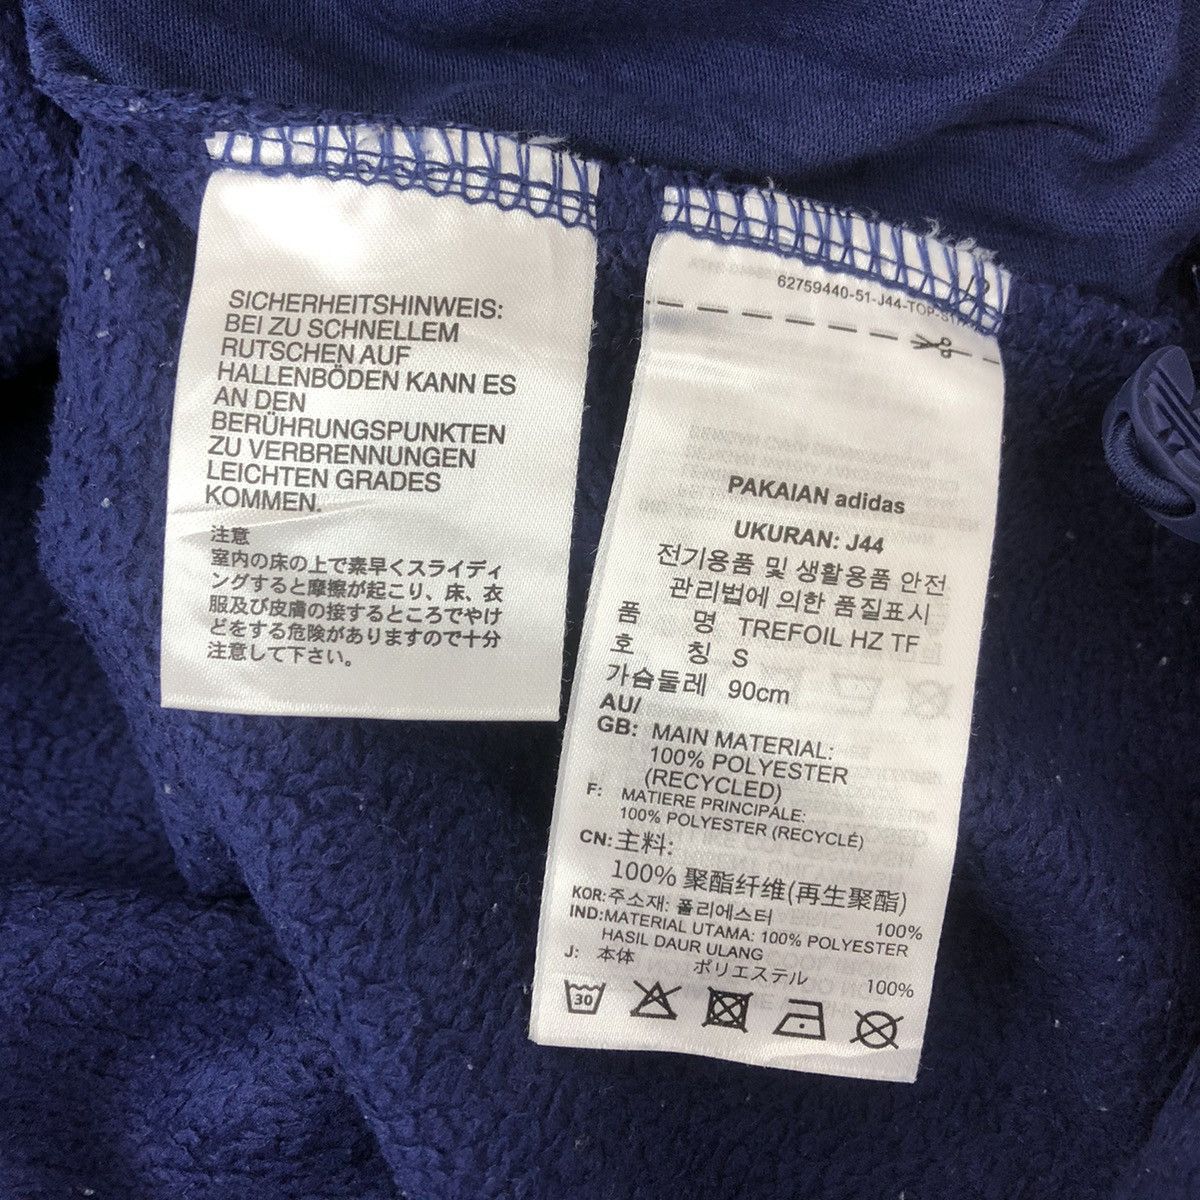 SICHERHEITSHINWEIS:
BEI ZU SCHNELLEM
RUTSCHEN AUF
HALLENBÖDEN KANN ES
AN DEN
BERÜHRUNGSPUNKTEN
ZU VERBRENNUNGEN
LEICHTEN GRADES
KOMMEN.
注意
室内の床の上で素早くスライディ
ングすると摩擦が起こり、床、衣
服及び皮膚の接するところでやけ
どをする危険がありますので十分
注意して下さい。
62759440-51-J44-TOP-
PAKAIAN adidas
UKURAN: J44
전기용품 및 생활용품 안전
관리법에 의한 품질표시
품 명 TREFOIL HZ TF
호 칭 S
가슴둘레 90cm
AU/
GB: MAIN MATERIAL:
100% POLYESTER
(RECYCLED)
F: MATIERE PRINCIPALE:
100% POLYESTER (RECYCLÉ)
CN: 主料:
100% 聚酯纤维(再生聚酯)
KOR: 주소재: 폴리에스터 100%
IND: MATERIAL UTAMA: 100% POLYESTER
HASIL DAUR ULANG
J: 本体 ポリエステル 100%
30